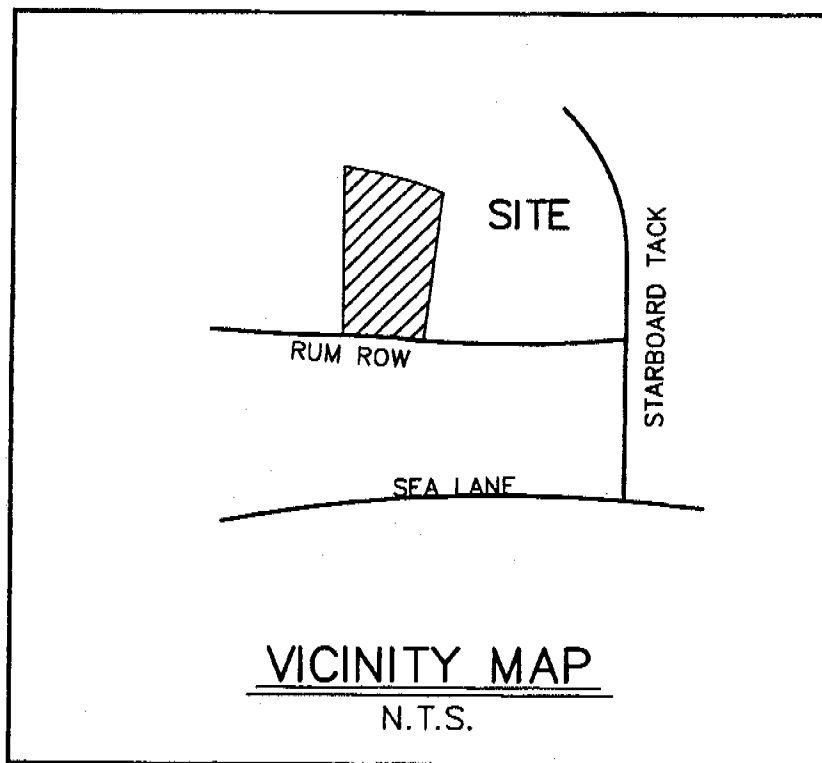 SITE
STARBOARD TACK
RUM ROW
SEA LANE
VICINITY MAP
N.T.S.